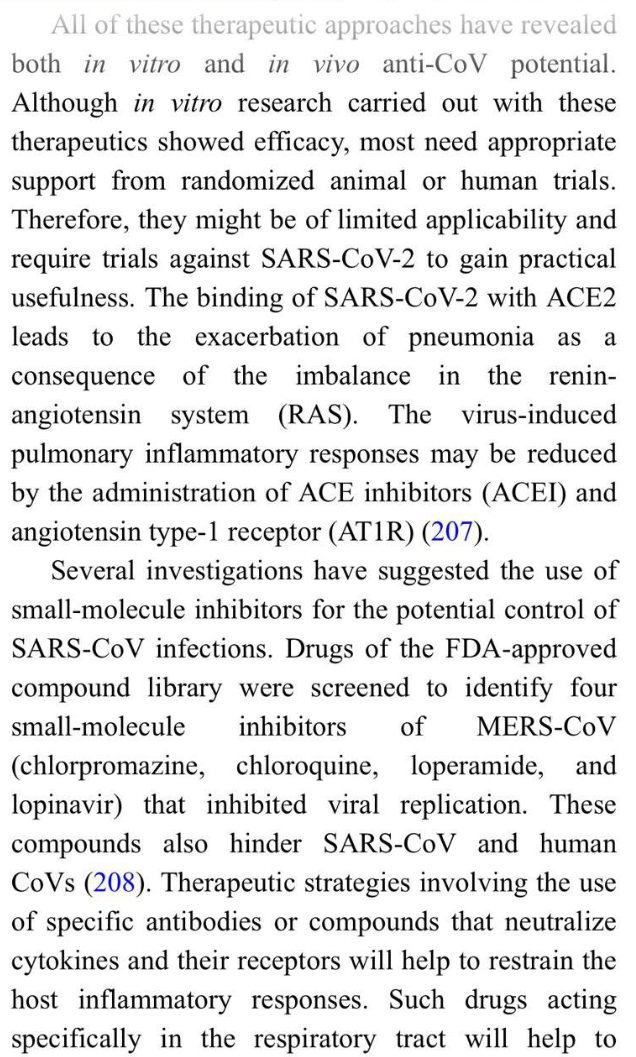 All of these therapeutic approaches have revealed
both in vitro and in vivo anti-CoV potential.
Although in vitro research carried out with these
therapeutics showed efficacy, most need appropriate
support from randomized animal or human trials.
Therefore, they might be of limited applicability and
require trials against SARS-CoV-2 to gain practical
usefulness. The binding of SARS-CoV-2 with ACE2
leads to the exacerbation of pneumonia as a
consequence of the imbalance in the renin-
angiotensin system (RAS). The virus-induced
pulmonary inflammatory responses may be reduced
by the administration of ACE inhibitors (ACEI) and
angiotensin type-1 receptor (AT1R) (207).
Several investigations have suggested the use of
small-molecule inhibitors for the potential control of
SARS-CoV infections. Drugs of the FDA-approved
compound library were screened to identify four
small-molecule inhibitors of MERS-CoV
(chlorpromazine, chloroquine, loperamide, and
lopinavir) that inhibited viral replication. These
compounds also hinder SARS-CoV and human
CoVs (208). Therapeutic strategies involving the use
of specific antibodies or compounds that neutralize
cytokines and their receptors will help to restrain the
host inflammatory responses. Such drugs acting
specifically in the respiratory tract will help to